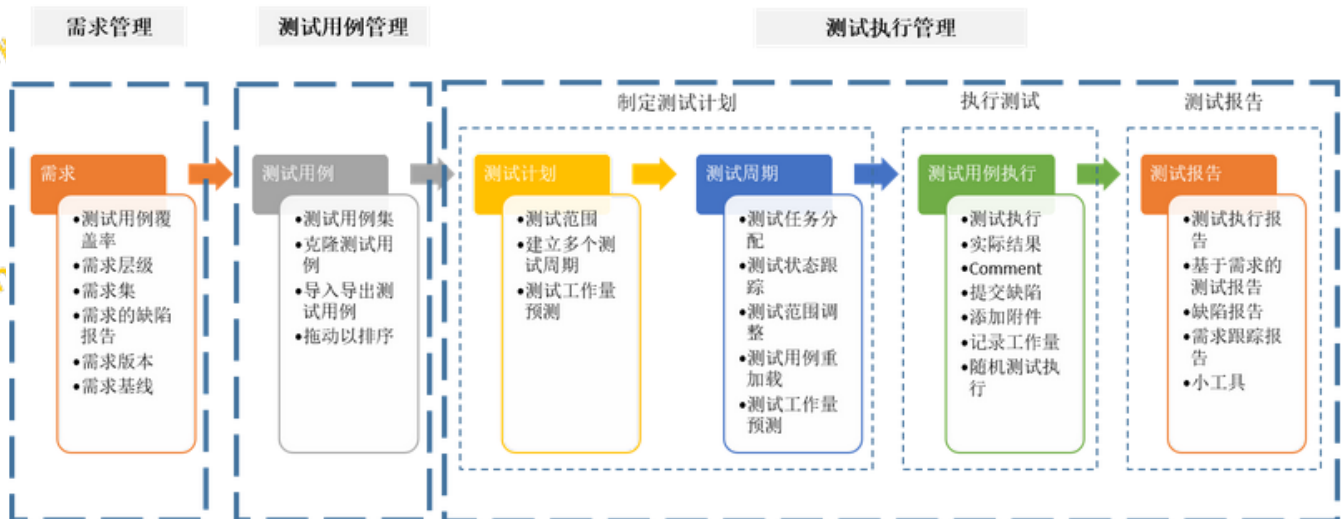 需求管理
测试用例管理
测试执行管理
制定测试计划
执行测试
测试报告
需求
•测试用例覆
盖率
•需求层级
•需求集
•需求的缺陷
报告
•需求版本
•需求基线
测试用例
•测试用例集
•克隆测试用
例
•导入导出测
试用例
•拖动以排序
测试计划
•测试范围
•建立多个测
试周期
•测试工作量
预测
测试周期
•测试任务分
配
•测试状态跟
踪
•测试范围调
整
•测试用例重
加载
•测试工作量
预测
测试用例执行
•测试执行
•实际结果
•Comment
•提交缺陷
•添加附件
•记录工作量
•随机测试执
行
测试报告
•测试执行报
告
•基于需求的
测试报告
•缺陷报告
•需求跟踪报
告
•小工具